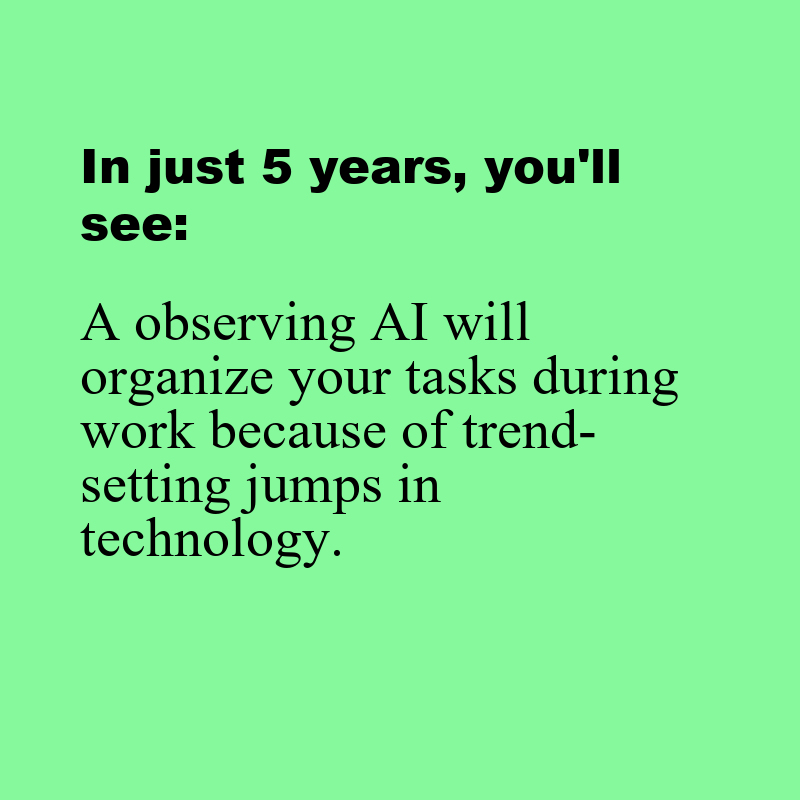 In just 5 years, you'll
see:
A observing AI will
organize your tasks during
work because of trend-
setting jumps in
technology.